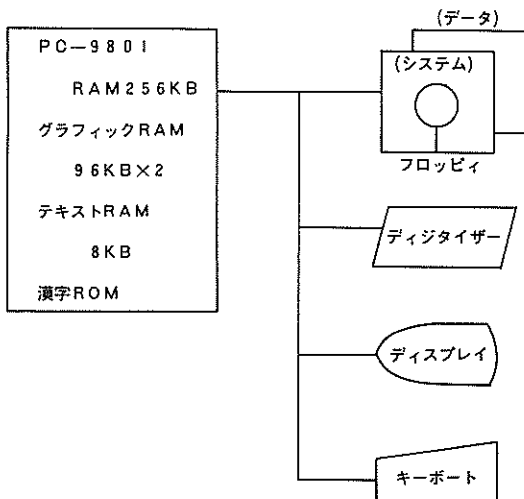 PC-9801
RAM256KB
グラフィックRAM
96KB×2
テキストRAM
8KB
漢字ROM
(データ)
(システム)
フロッピィ
ディジタイザー
ディスプレイ
キーボート